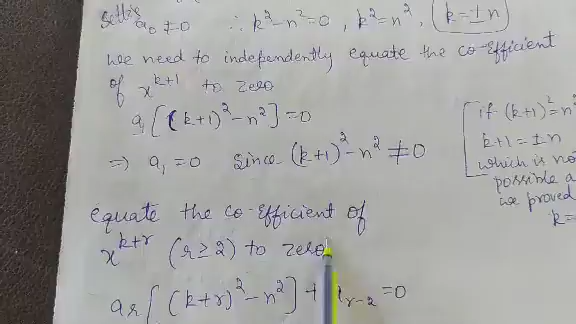 setting a₀ ≠ 0 ∴ k²-n²=0, k²=n², k=±n
we need to independently equate the co-efficient
of x^{k+1} to zero
a₁[(k+1)²-n²]=0
⇒ a₁=0 since (k+1)²-n² ≠0
if (k+1)²=n²
k+1=±n
which is no
possible a
we proved
k=
equate the co-efficient of
x^{k+r} (r≥2) to zero
a_r[(k+r)²-n²]+a_{r-2}=0